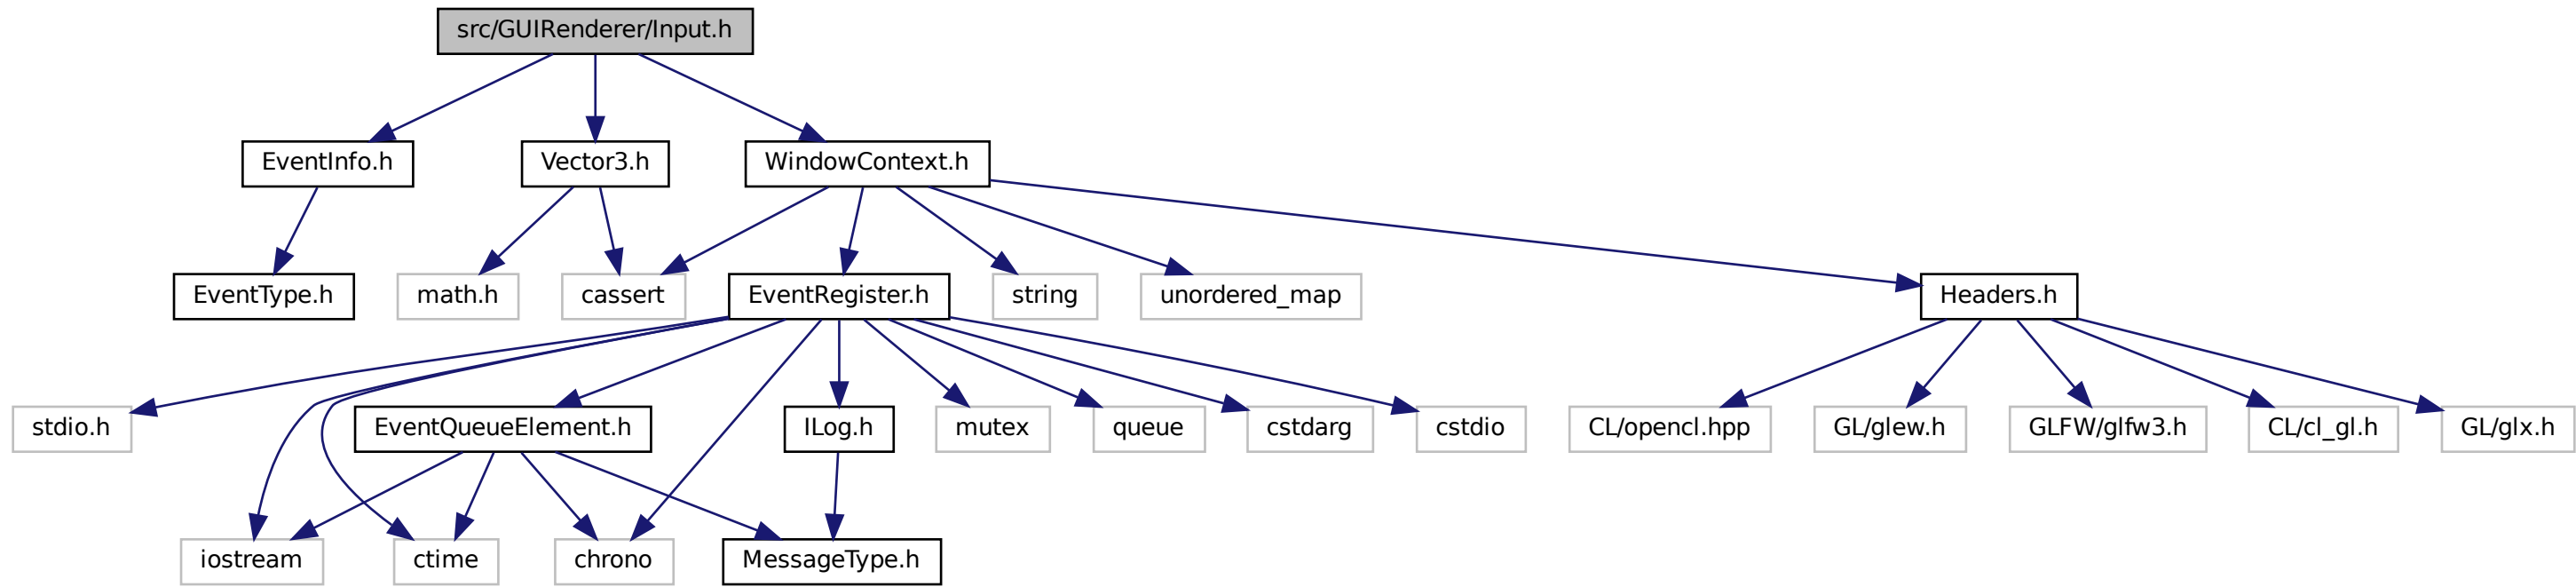 src/GUIRenderer/Input.h
EventInfo.h
Vector3.h
WindowContext.h
EventType.h
math.h
cassert
EventRegister.h
string
unordered_map
Headers.h
stdio.h
EventQueueElement.h
ILog.h
mutex
queue
cstdarg
cstdio
CL/opencl.hpp
GL/glew.h
GLFW/glfw3.h
CL/cl_gl.h
GL/glx.h
iostream
ctime
chrono
MessageType.h